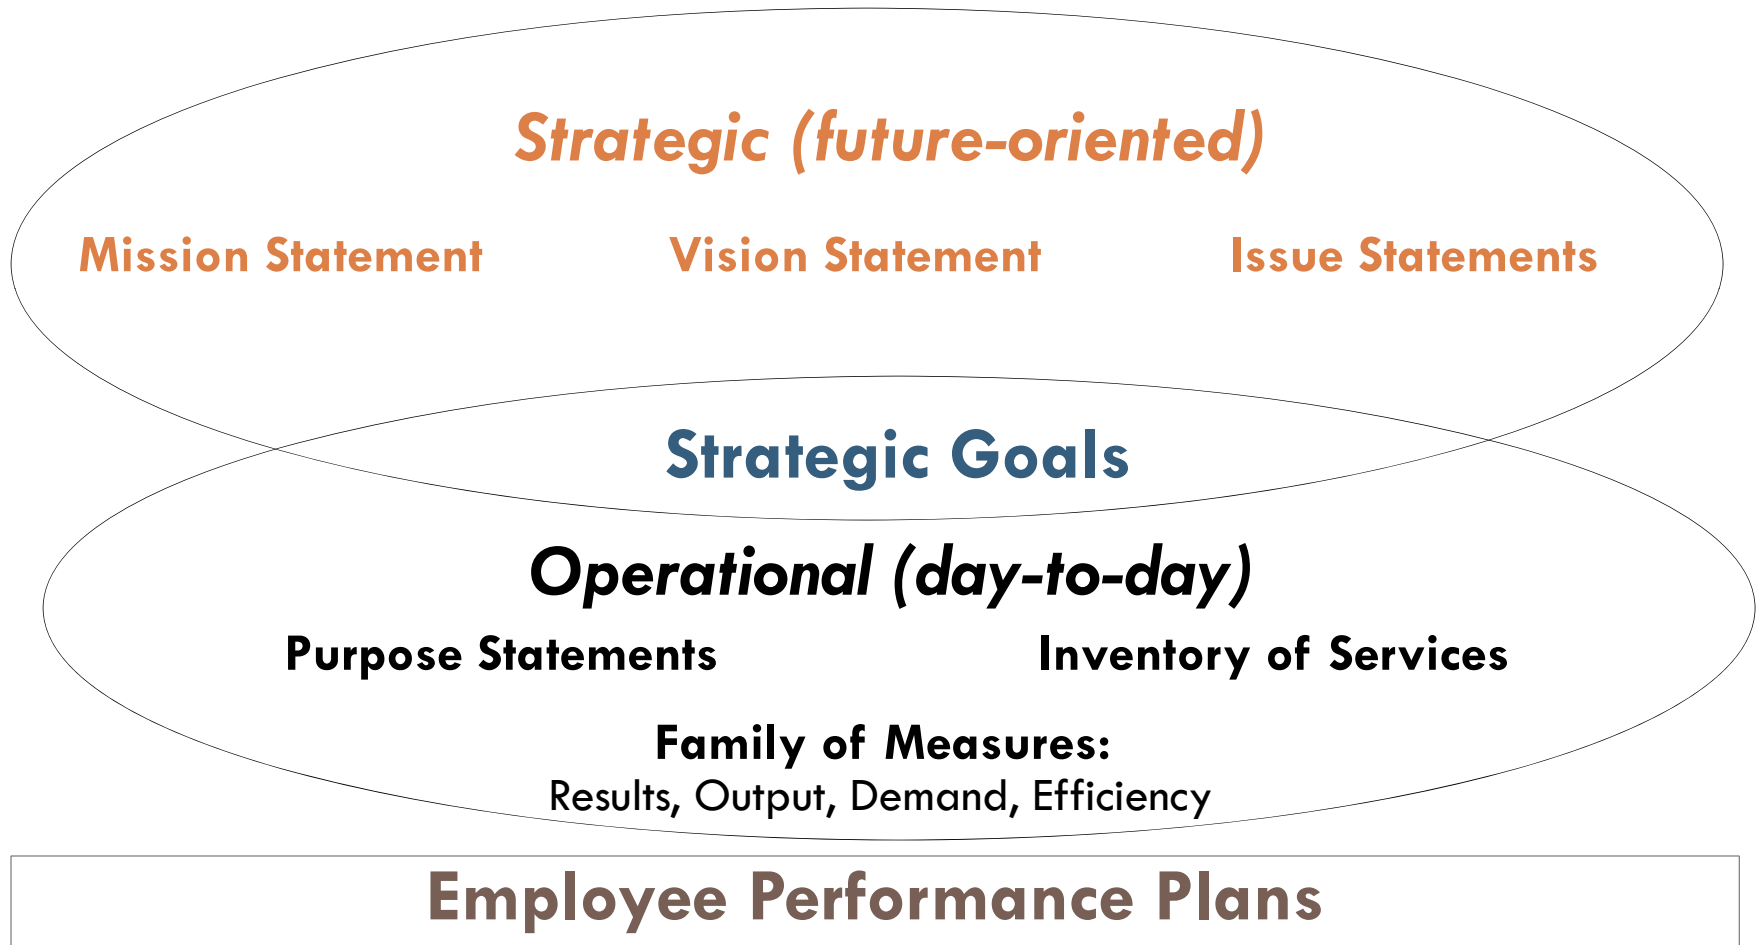 Strategic (future-oriented)
Mission Statement Vision Statement Issue Statements
Strategic Goals
Operational (day-to-day)
Purpose Statements Inventory of Services
Family of Measures:
Results, Output, Demand, Efficiency
Employee Performance Plans